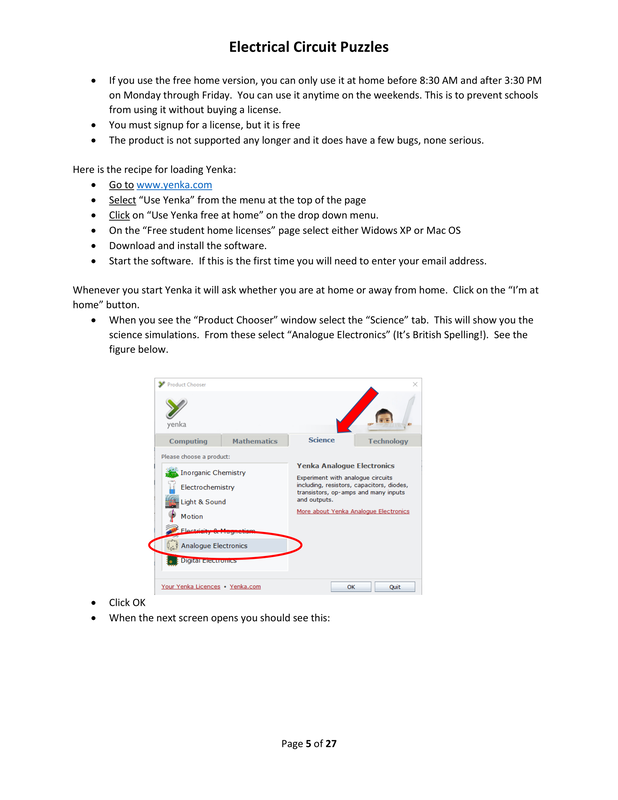 Electrical Circuit Puzzles
• If you use the free home version, you can only use it at home before 8:30 AM and after 3:30 PM
on Monday through Friday.  You can use it anytime on the weekends. This is to prevent schools
from using it without buying a license.
• You must signup for a license, but it is free
• The product is not supported any longer and it does have a few bugs, none serious.
Here is the recipe for loading Yenka:
• Go to www.yenka.com
• Select “Use Yenka” from the menu at the top of the page
• Click on “Use Yenka free at home” on the drop down menu.
• On the “Free student home licenses” page select either Widows XP or Mac OS
• Download and install the software.
• Start the software.  If this is the first time you will need to enter your email address.
Whenever you start Yenka it will ask whether you are at home or away from home.  Click on the “I’m at
home” button.
• When you see the “Product Chooser” window select the “Science” tab.  This will show you the
science simulations.  From these select “Analogue Electronics” (It’s British Spelling!).  See the
figure below.
Product Chooser
yenka
Computing Mathematics Science Technology
Please choose a product:
Inorganic Chemistry
Electrochemistry
Light & Sound
Motion
Electricity & Magnetism
Analogue Electronics
Digital Electronics
Yenka Analogue Electronics
Experiment with analogue circuits
including, resistors, capacitors, diodes,
transistors, op-amps and many inputs
and outputs.
More about Yenka Analogue Electronics
Your Yenka Licences • Yenka.com
OK Quit
• Click OK
• When the next screen opens you should see this:
Page 5 of 27